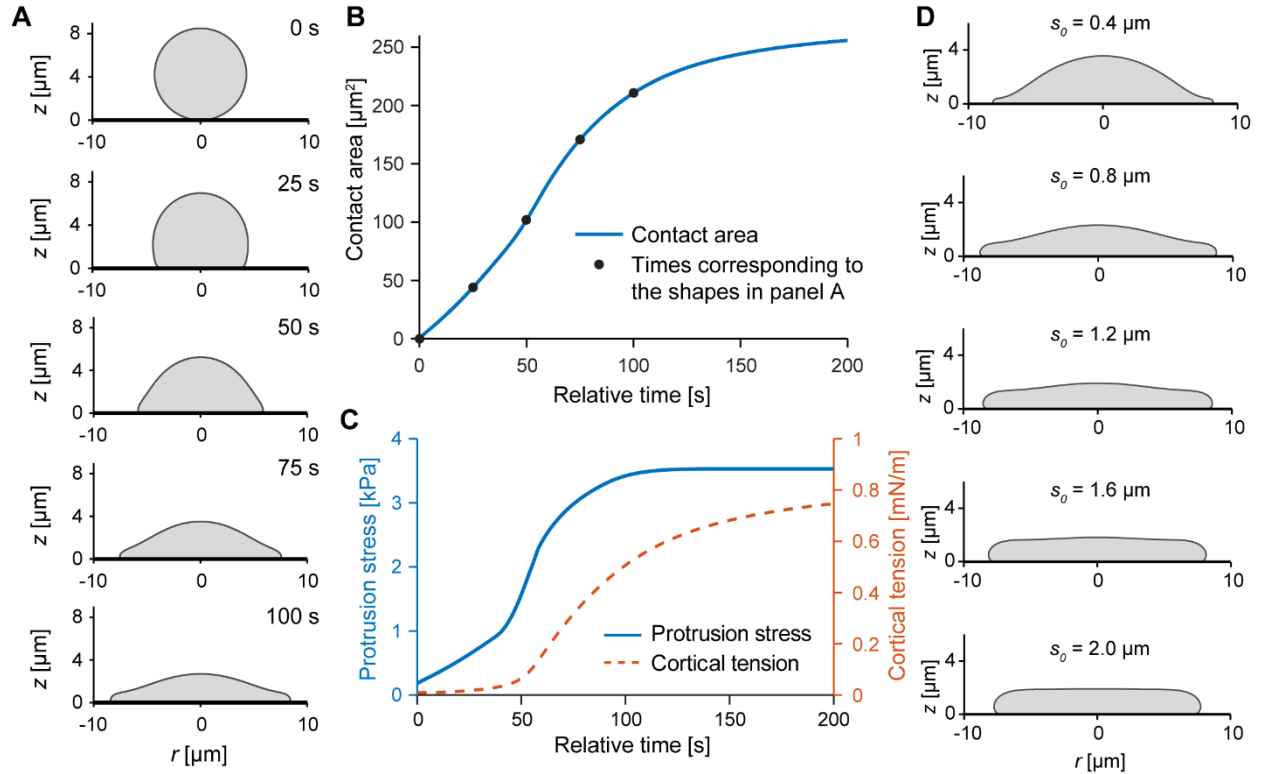 A
0 s
z [µm]
8
4
0
-10
0
10
25 s
z [µm]
8
4
0
-10
0
10
50 s
z [µm]
8
4
0
-10
0
10
75 s
z [µm]
8
4
0
-10
0
10
100 s
z [µm]
8
4
0
-10
0
10
r [µm]
B
Contact area [µm²]
250
200
150
100
50
0
Contact area
Times corresponding to
the shapes in panel A
0
50
100
150
200
Relative time [s]
C
Protrusion stress [kPa]
4
3
2
1
0
Cortical tension [mN/m]
1
0.8
0.6
0.4
0.2
0
Protrusion stress
Cortical tension
0
50
100
150
200
Relative time [s]
D
s₀ = 0.4 µm
z [µm]
4
0
-10
0
10
s₀ = 0.8 µm
z [µm]
4
0
-10
0
10
s₀ = 1.2 µm
z [µm]
4
0
-10
0
10
s₀ = 1.6 µm
z [µm]
4
0
-10
0
10
s₀ = 2.0 µm
z [µm]
4
0
-10
0
10
r [µm]